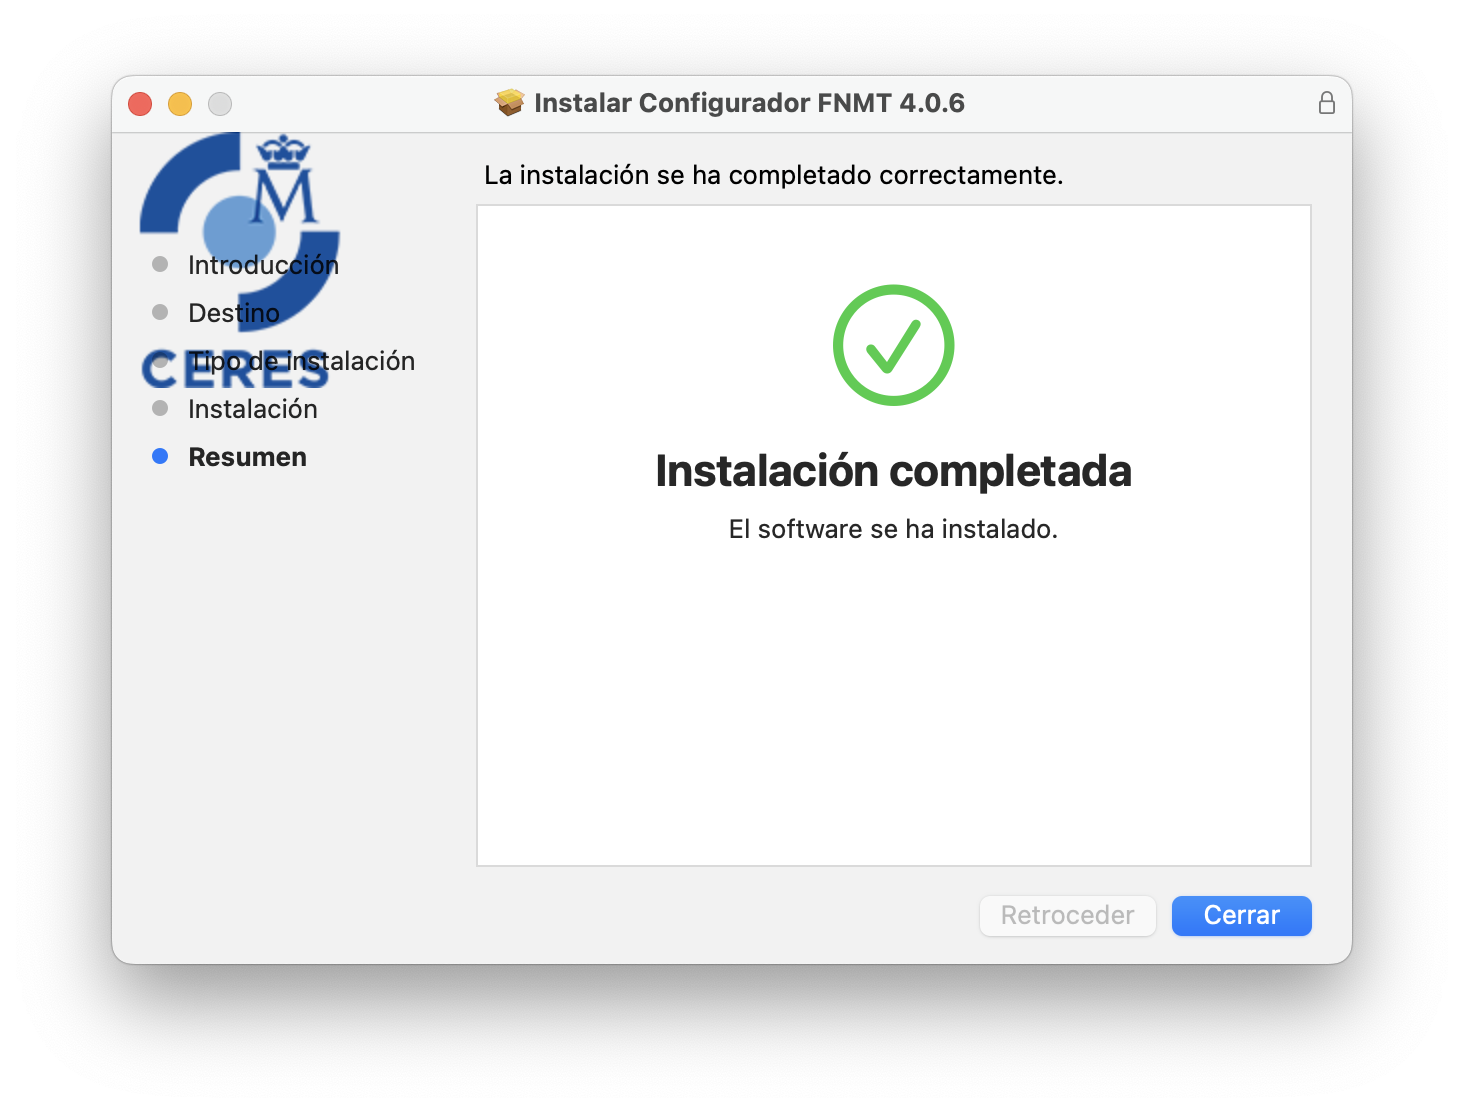 Instalar Configurador FNMT 4.0.6
La instalación se ha completado correctamente.
M
Introducción
Destino
CERES
Tipo de instalación
Instalación
Resumen
Instalación completada
El software se ha instalado.
Retroceder
Cerrar